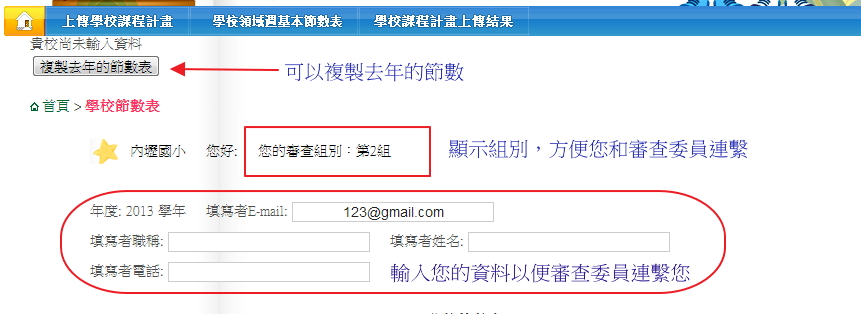 上傳學校課程計畫 學校領域週基本節數表 學校課程計畫上傳結果
貴校尚未輸入資料
複製去年的節數表
可以複製去年的節數
首頁 > 學校節數表
內壢國小 您好: 您的審查組別：第2組
顯示組別，方便您和審查委員連繫
年度: 2013 學年 填寫者E-mail: 123@gmail.com
填寫者職稱: 填寫者姓名:
填寫者電話: 輸入您的資料以便審查委員連繫您